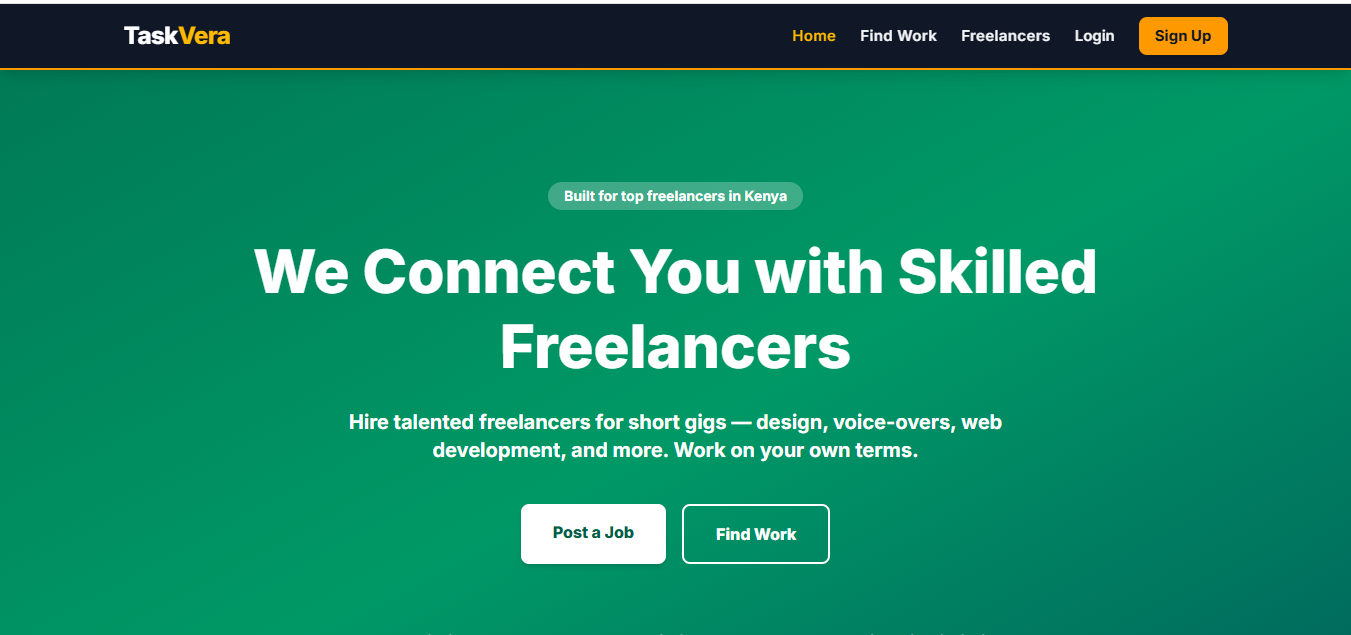 TaskVera
Home Find Work Freelancers Login Sign Up
Built for top freelancers in Kenya
We Connect You with Skilled
Freelancers
Hire talented freelancers for short gigs — design, voice-overs, web
development, and more. Work on your own terms.
Post a Job
Find Work